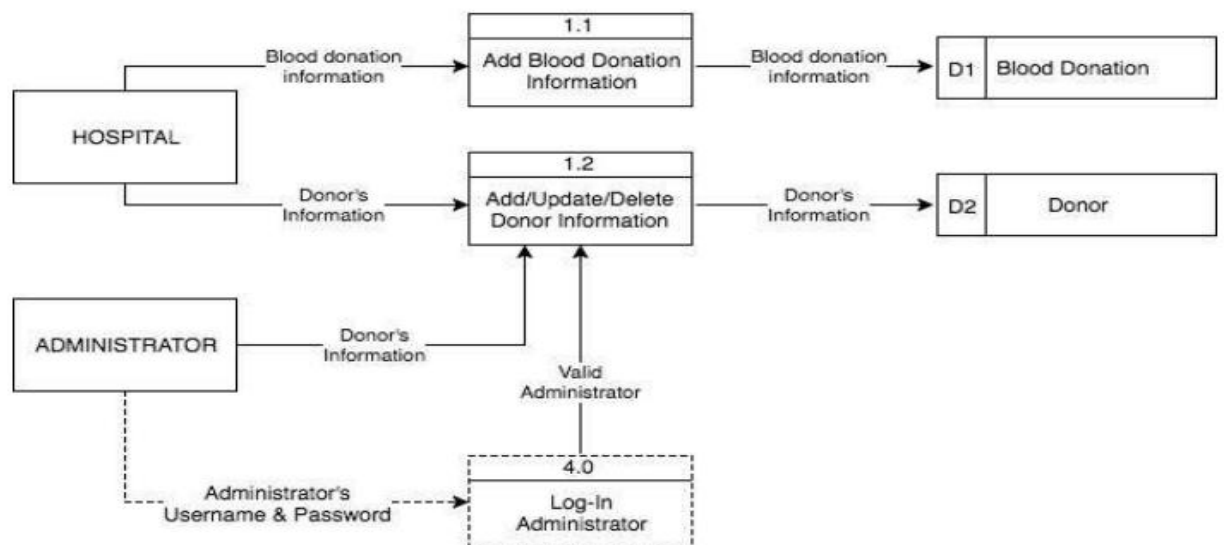 1.1
Blood donation
information
Add Blood Donation
Information
Blood donation
information
D1
Blood Donation
HOSPITAL
1.2
Donor's
Information
Add/Update/Delete
Donor Information
Donor's
Information
D2
Donor
ADMINISTRATOR
Donor's
Information
Valid
Administrator
4.0
Administrator's
Username & Password
Log-In
Administrator